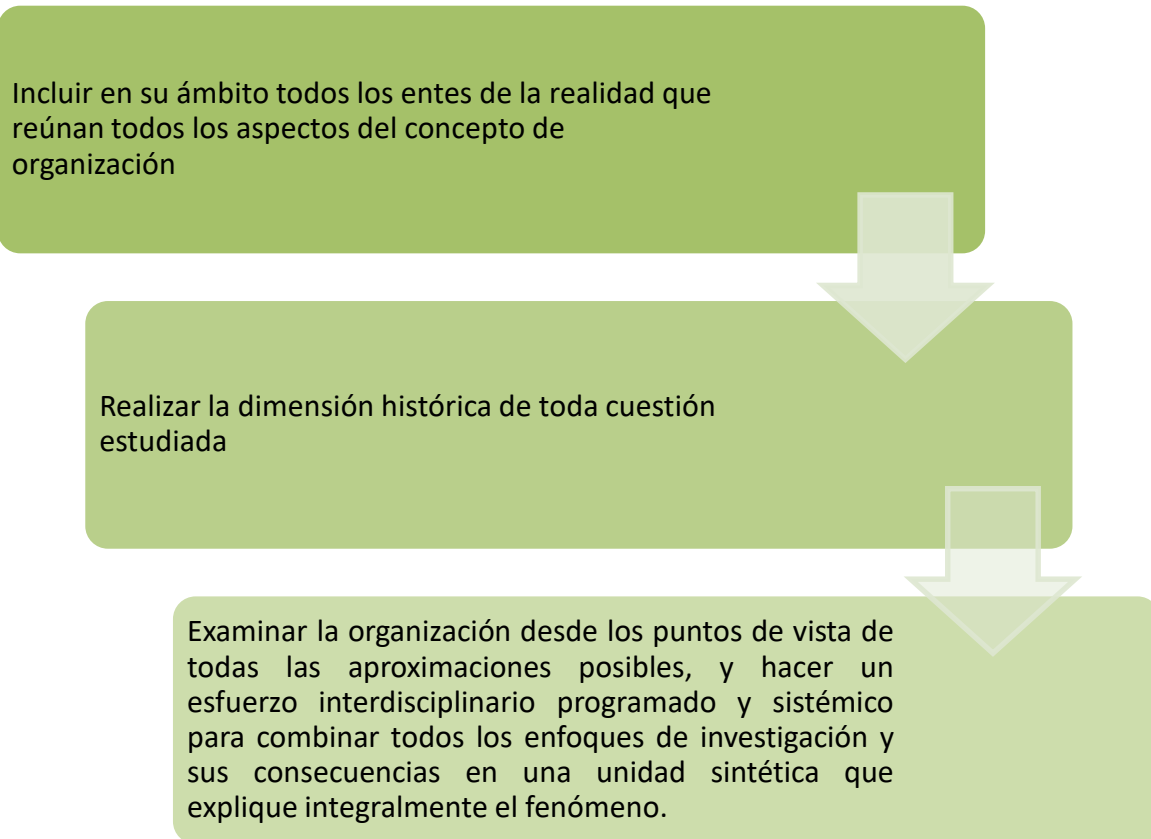 Incluir en su ámbito todos los entes de la realidad que
reúnan todos los aspectos del concepto de
organización
Realizar la dimensión histórica de toda cuestión
estudiada
Examinar la organización desde los puntos de vista de
todas las aproximaciones posibles, y hacer un
esfuerzo interdisciplinario programado y sistémico
para combinar todos los enfoques de investigación y
sus consecuencias en una unidad sintética que
explique integralmente el fenómeno.